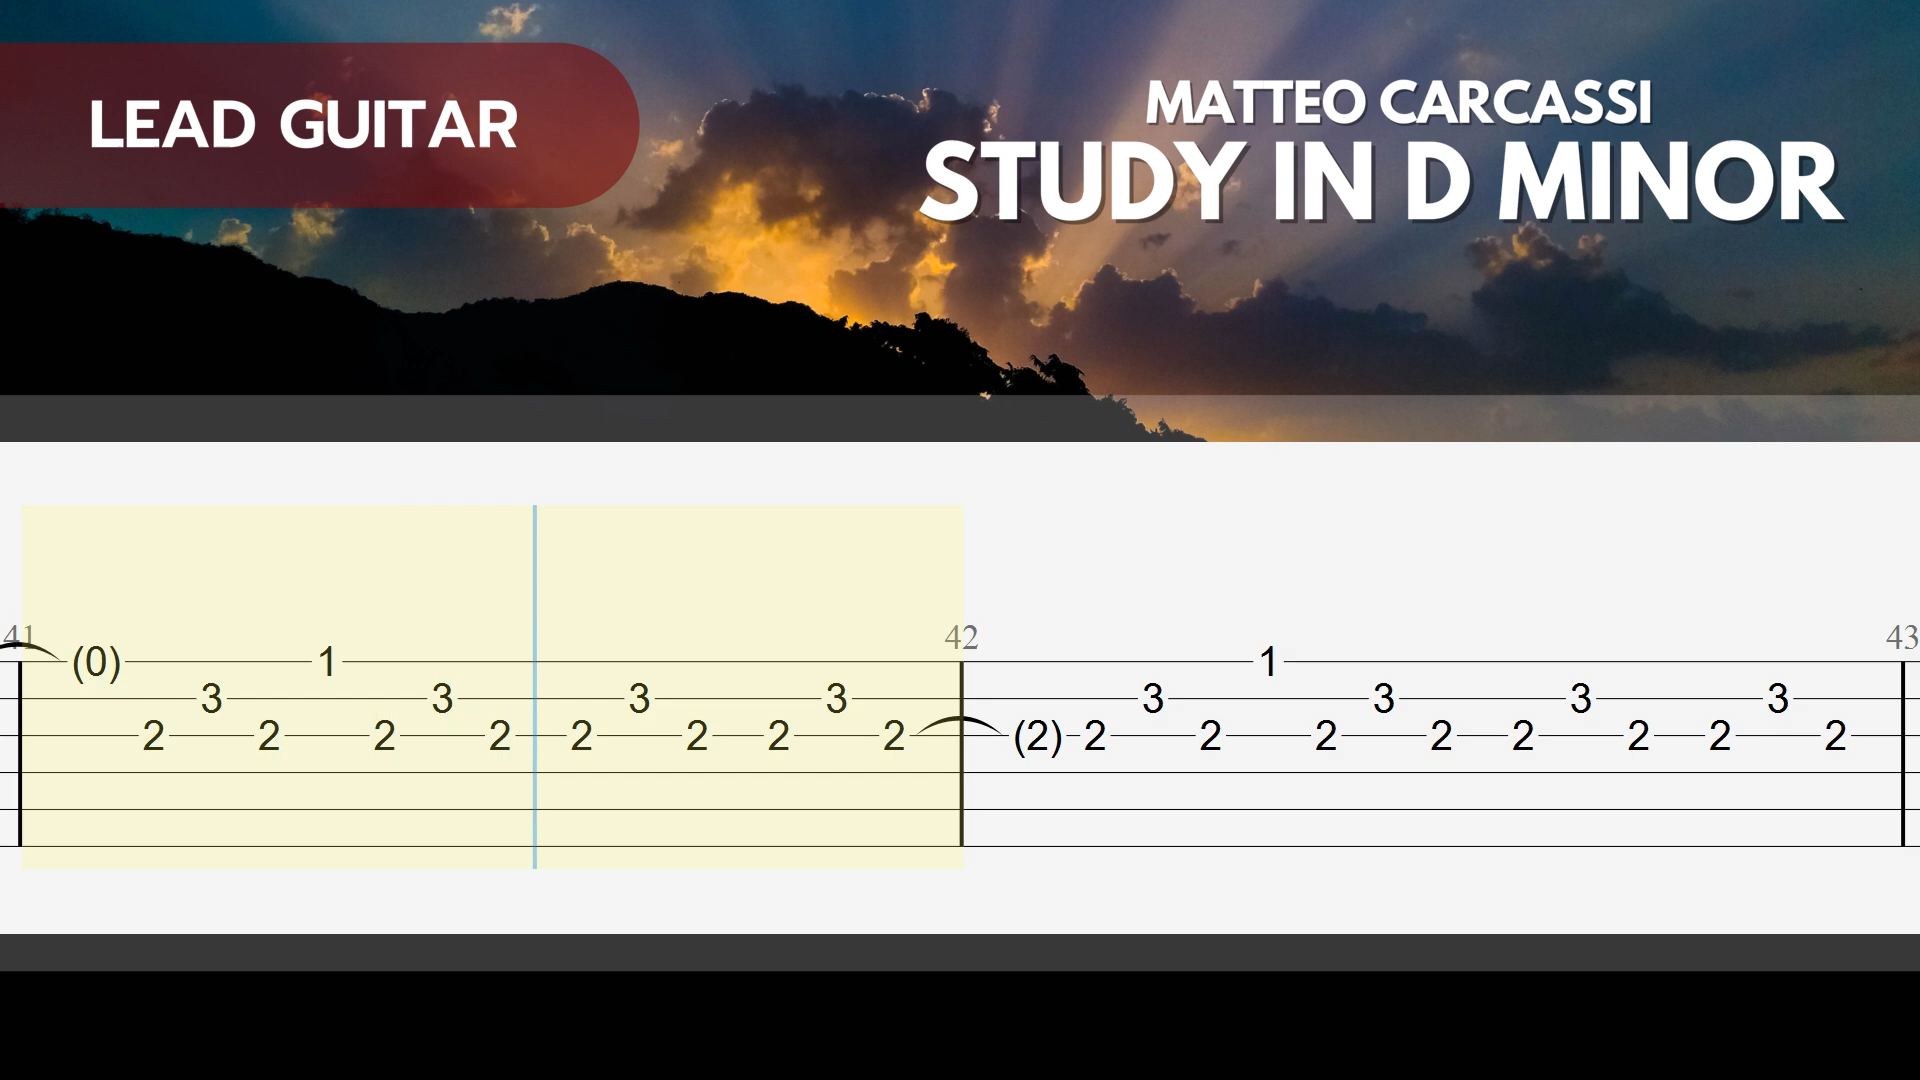 LEAD GUITAR
MATTEO CARCASSI
STUDY IN D MINOR
41 42 43
(0) 1 1
3 3 3 3 3 3 3 3
2 2 2 2 2 2 2 2 (2) 2 2 2 2 2 2 2 2